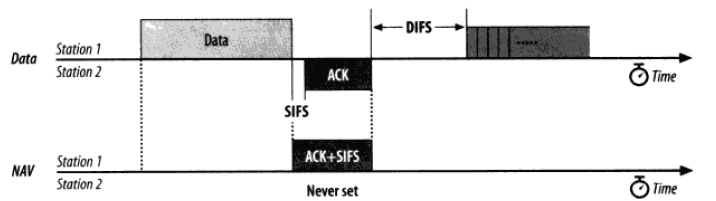 DIFS
Station 1
Data
Data
Station 2
ACK
Time
SIFS
Station 1
ACK+SIFS
NAV
Station 2
Never set
Time